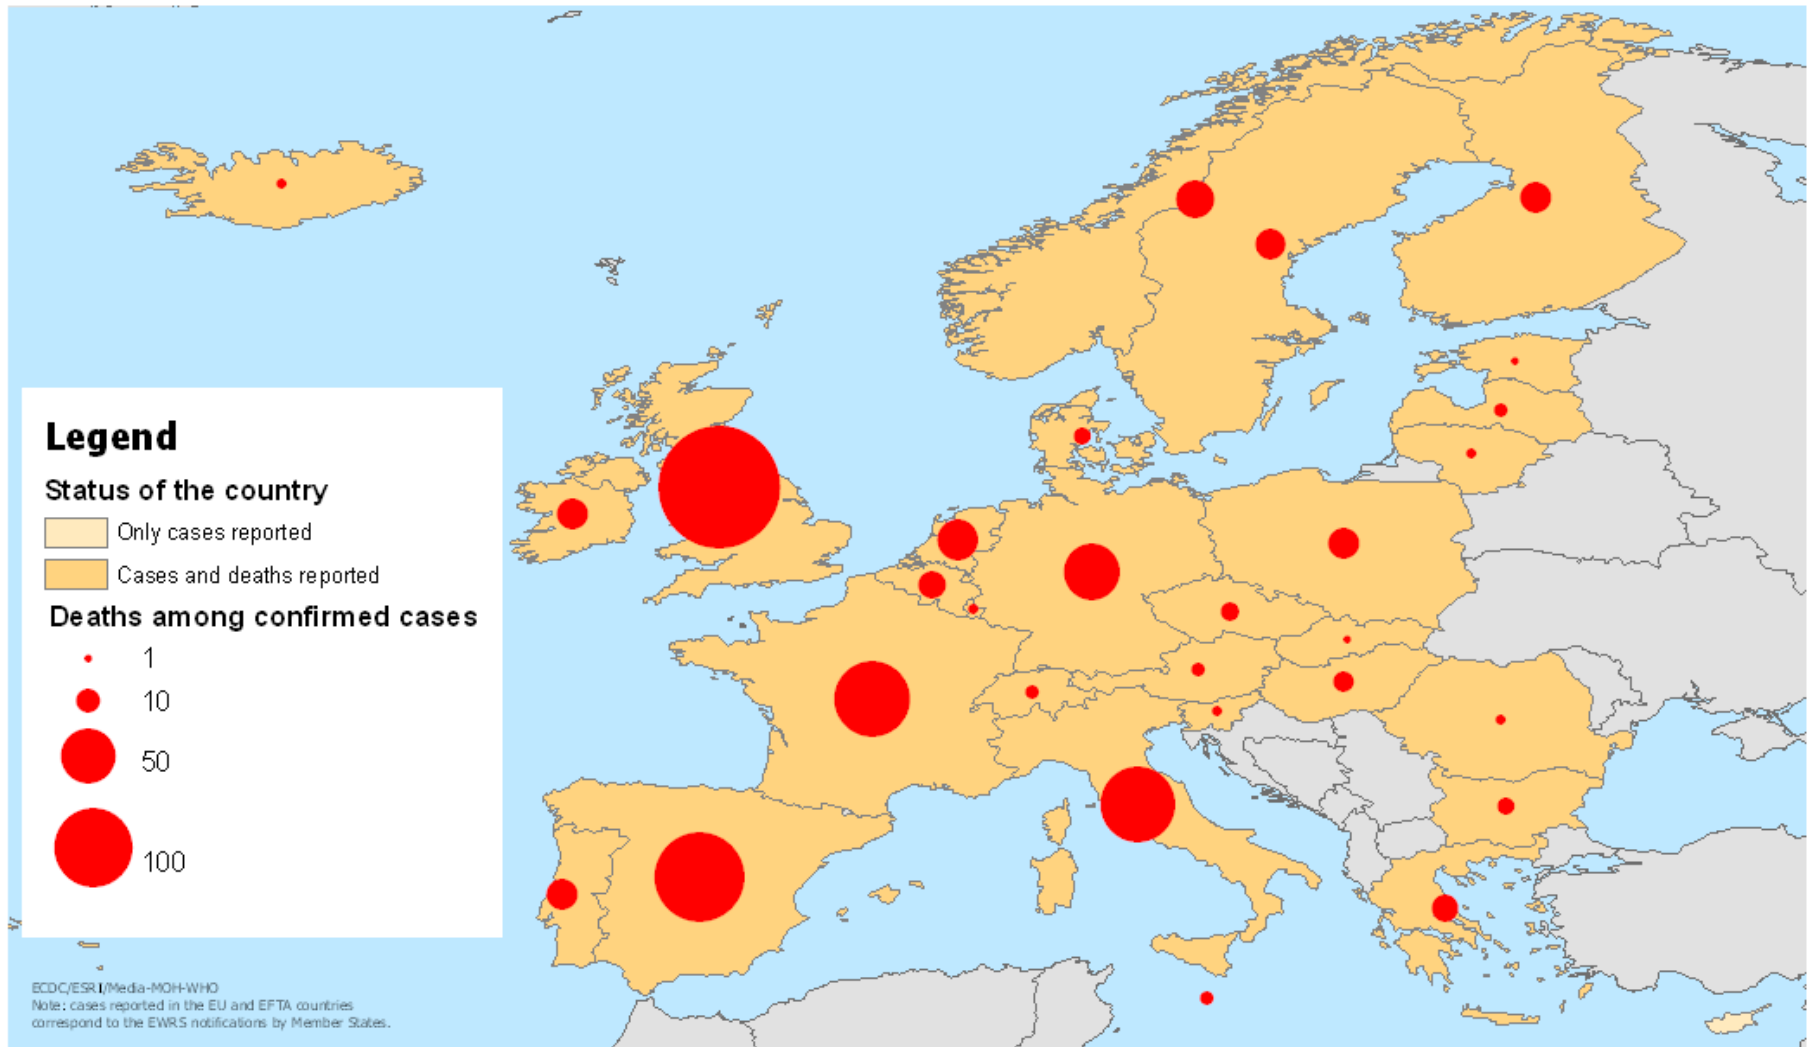 Legend
Status of the country
Only cases reported
Cases and deaths reported
Deaths among confirmed cases
1
10
50
100
ECDC/ESRI/Media-MOH-WHO
Note: cases reported in the EU and EFTA countries
correspond to the EWRS notifications by Member States.